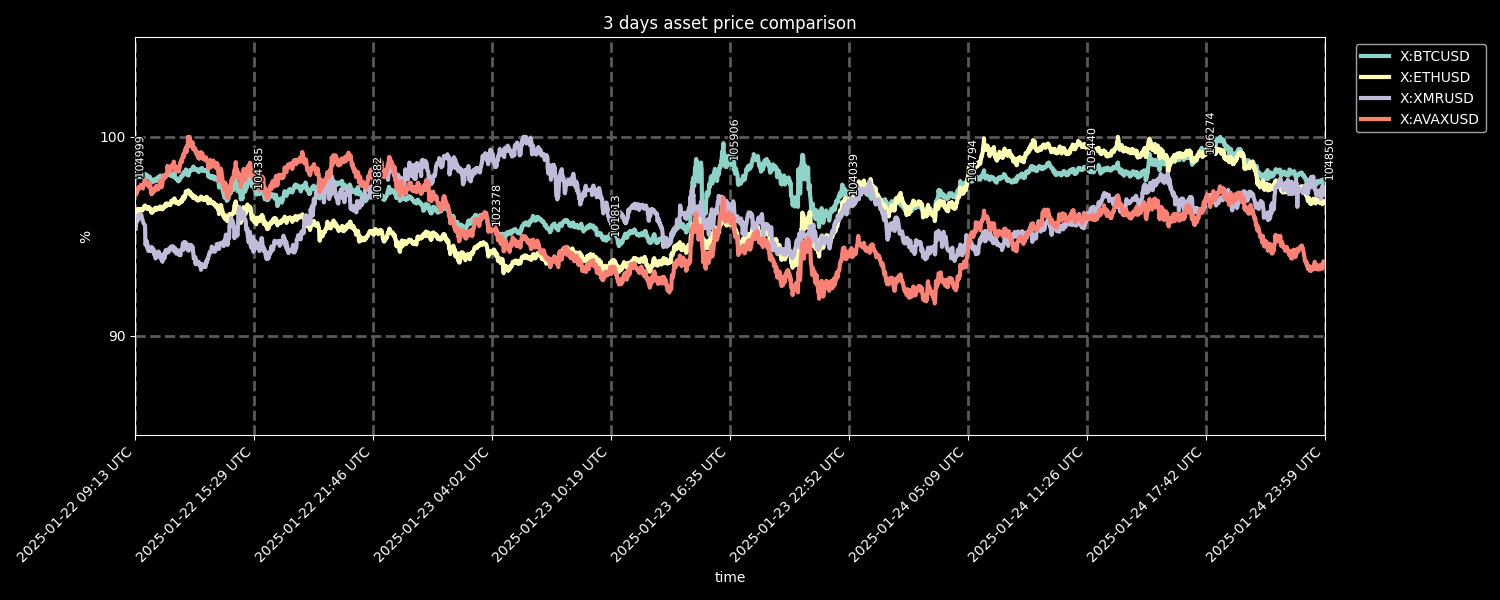 3 days asset price comparison
X:BTCUSD
X:ETHUSD
X:XMRUSD
X:AVAXUSD
100
90
%
104999
104385
103882
102378
101813
105906
104039
104794
105440
106274
104850
2025-01-22 09:13 UTC
2025-01-22 15:29 UTC
2025-01-22 21:46 UTC
2025-01-23 04:02 UTC
2025-01-23 10:19 UTC
2025-01-23 16:35 UTC
2025-01-23 22:52 UTC
2025-01-24 05:09 UTC
2025-01-24 11:26 UTC
2025-01-24 17:42 UTC
2025-01-24 23:59 UTC
time